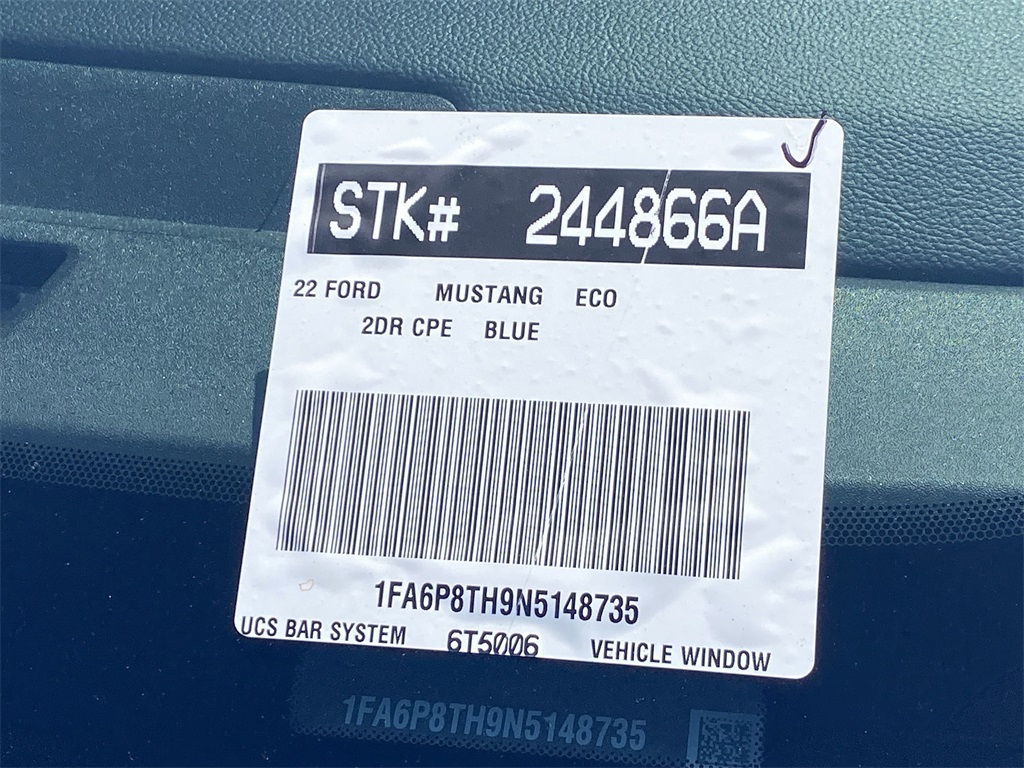 STK# 244866A
22 FORD MUSTANG ECO
2DR CPE BLUE
1FA6P8TH9N5148735
UCS BAR SYSTEM 6T5006 VEHICLE WINDOW
1FA6P8TH9N5148735